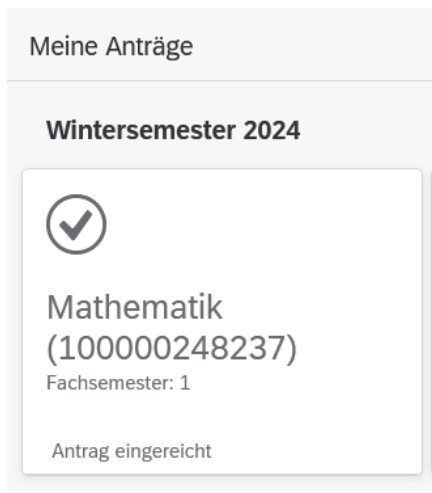 Meine Anträge
Wintersemester 2024
Mathematik
(100000248237)
Fachsemester: 1
Antrag eingereicht